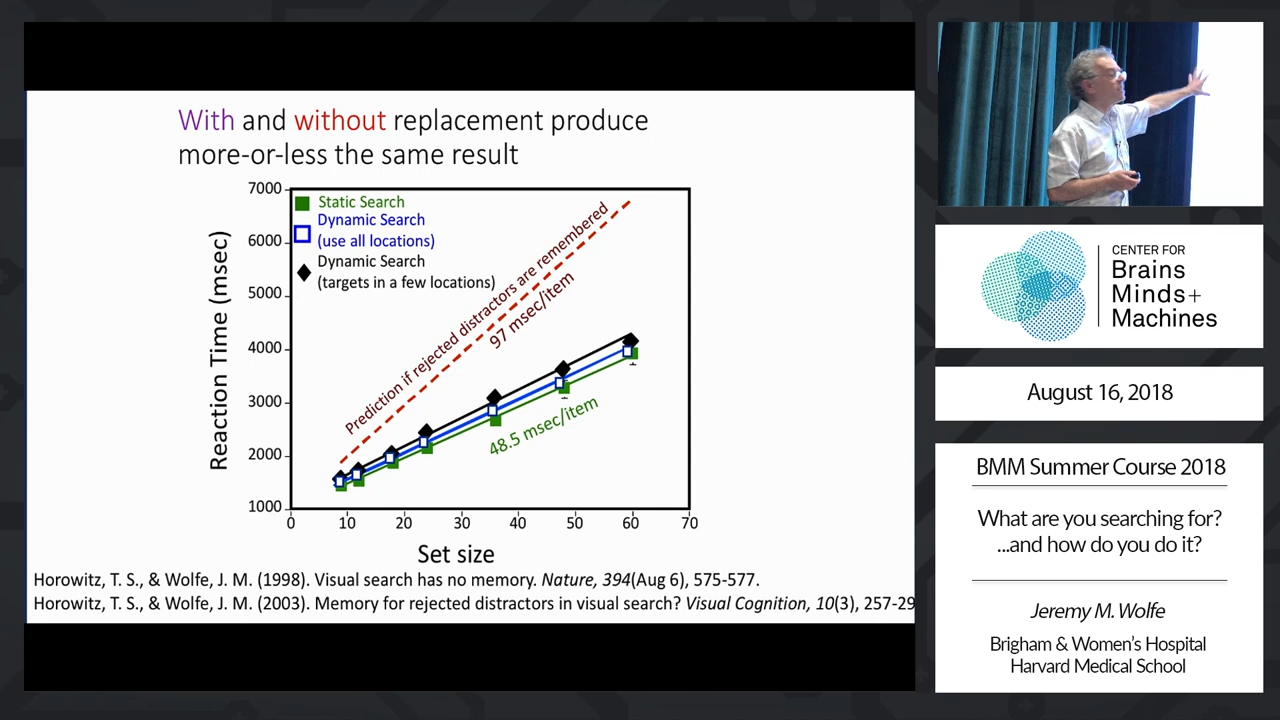 With and without replacement produce
more-or-less the same result
7000
6000
5000
4000
3000
2000
1000
Reaction Time (msec)
Static Search
Dynamic Search
(use all locations)
Dynamic Search
(targets in a few locations)
Prediction if rejected distractors are remembered
97 msec/item
48.5 msec/item
0
10
20
30
40
50
60
70
Set size
Horowitz, T. S., & Wolfe, J. M. (1998). Visual search has no memory. Nature, 394(Aug 6), 575-577.
Horowitz, T. S., & Wolfe, J. M. (2003). Memory for rejected distractors in visual search? Visual Cognition, 10(3), 257-29
CENTER FOR
Brains
Minds+
Machines
August 16, 2018
BMM Summer Course 2018
What are you searching for?
...and how do you do it?
Jeremy M. Wolfe
Brigham & Women's Hospital
Harvard Medical School